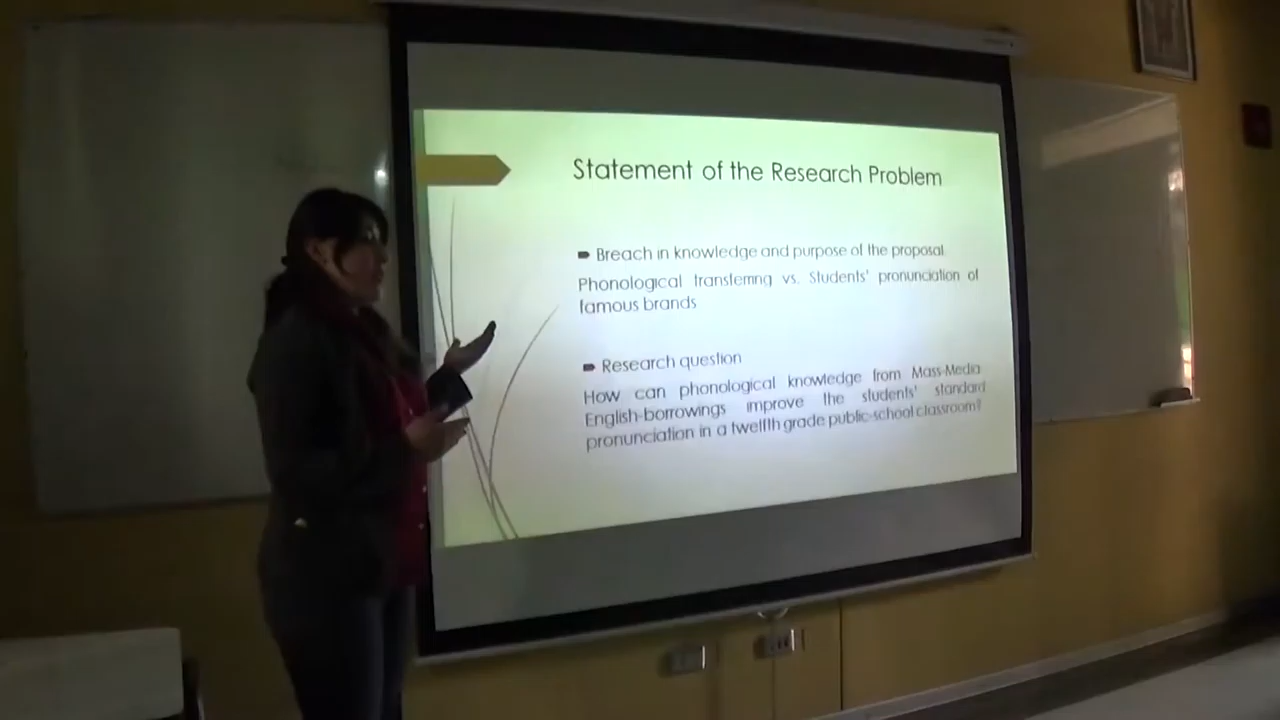 Statement of the Research Problem
Breach in knowledge and purpose of the proposal.
Phonological transferring vs. Students' pronunciation of
famous brands
Research question
How can phonological knowledge from Mass-Media
English-borrowings improve the students' standard
pronunciation in a twelfth grade public-school classroom?